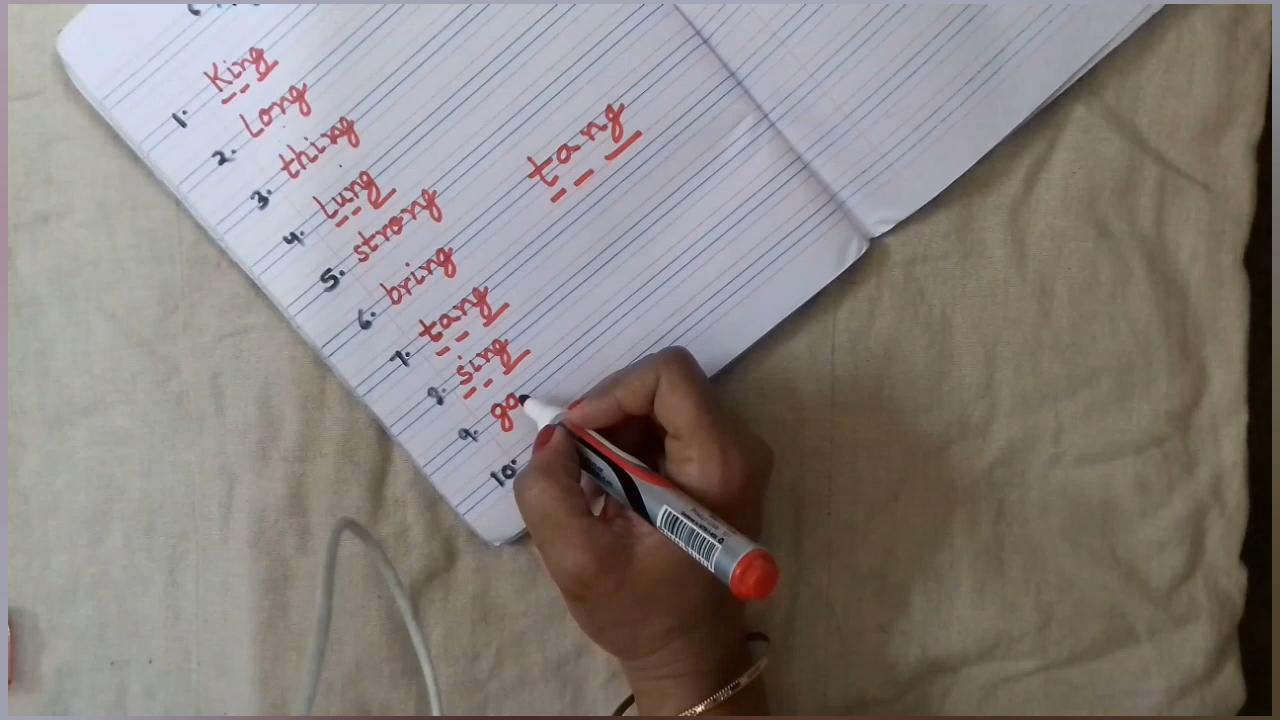 1. King
2. Long
3. thing
4. Lung
5. strong
6. bring
7. tang
8. sing
9. ga
10.
tang